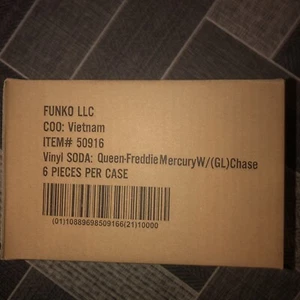 FUNKO LLC
COO: Vietnam
ITEM# 50916
Vinyl SODA: Queen-Freddie MercuryW/(GL)Chase
6 PIECES PER CASE
(01)10889698509166(21)10000